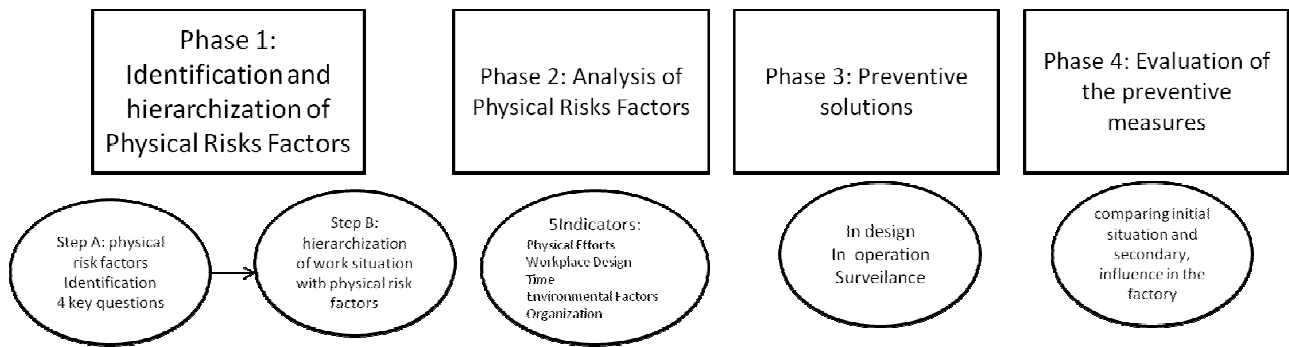 Phase 1:
Identification and
hierarchization of
Physical Risks Factors
Phase 2: Analysis of
Physical Risks Factors
Phase 3: Preventive
solutions
Phase 4: Evaluation of
the preventive
measures
Step A: physical
risk factors
Identification
4 key questions
Step B:
hierarchization
of work situation
with physical risk
factors
5Indicators:
Physical Efforts
Workplace Design
Time
Environmental Factors
Organization
In design
In operation
Surveilance
comparing initial
situation and
secondary,
influence in the
factory